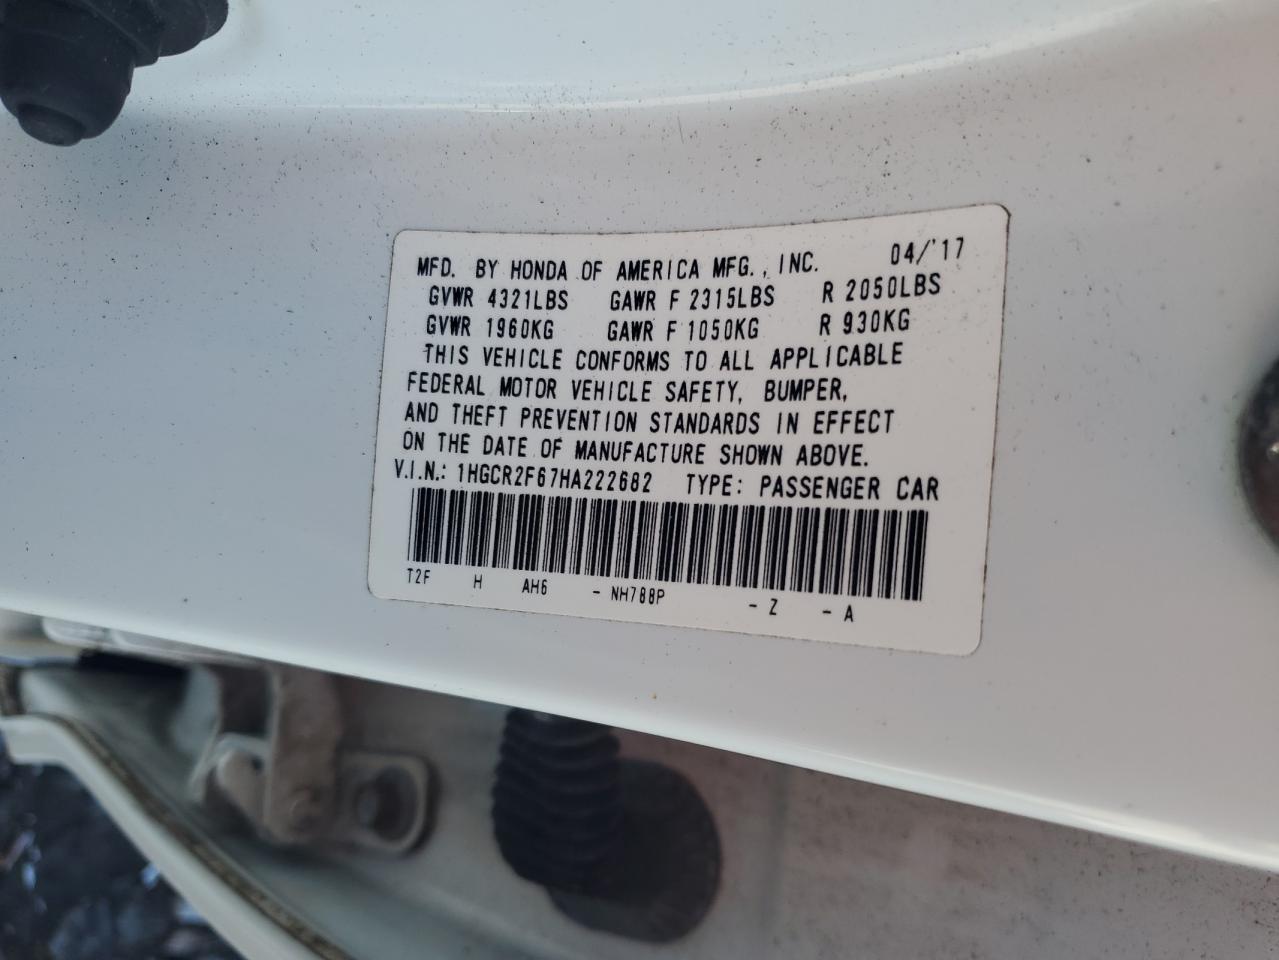 MFD. BY HONDA OF AMERICA MFG., INC. 04/'17
GVWR 4321LBS GAWR F 2315LBS R 2050LBS
GVWR 1960KG GAWR F 1050KG R 930KG
THIS VEHICLE CONFORMS TO ALL APPLICABLE
FEDERAL MOTOR VEHICLE SAFETY, BUMPER,
AND THEFT PREVENTION STANDARDS IN EFFECT
ON THE DATE OF MANUFACTURE SHOWN ABOVE.
V.I.N.: 1HGCR2F67HA222682 TYPE: PASSENGER CAR
T2F H AH6 - NH788P - Z - A